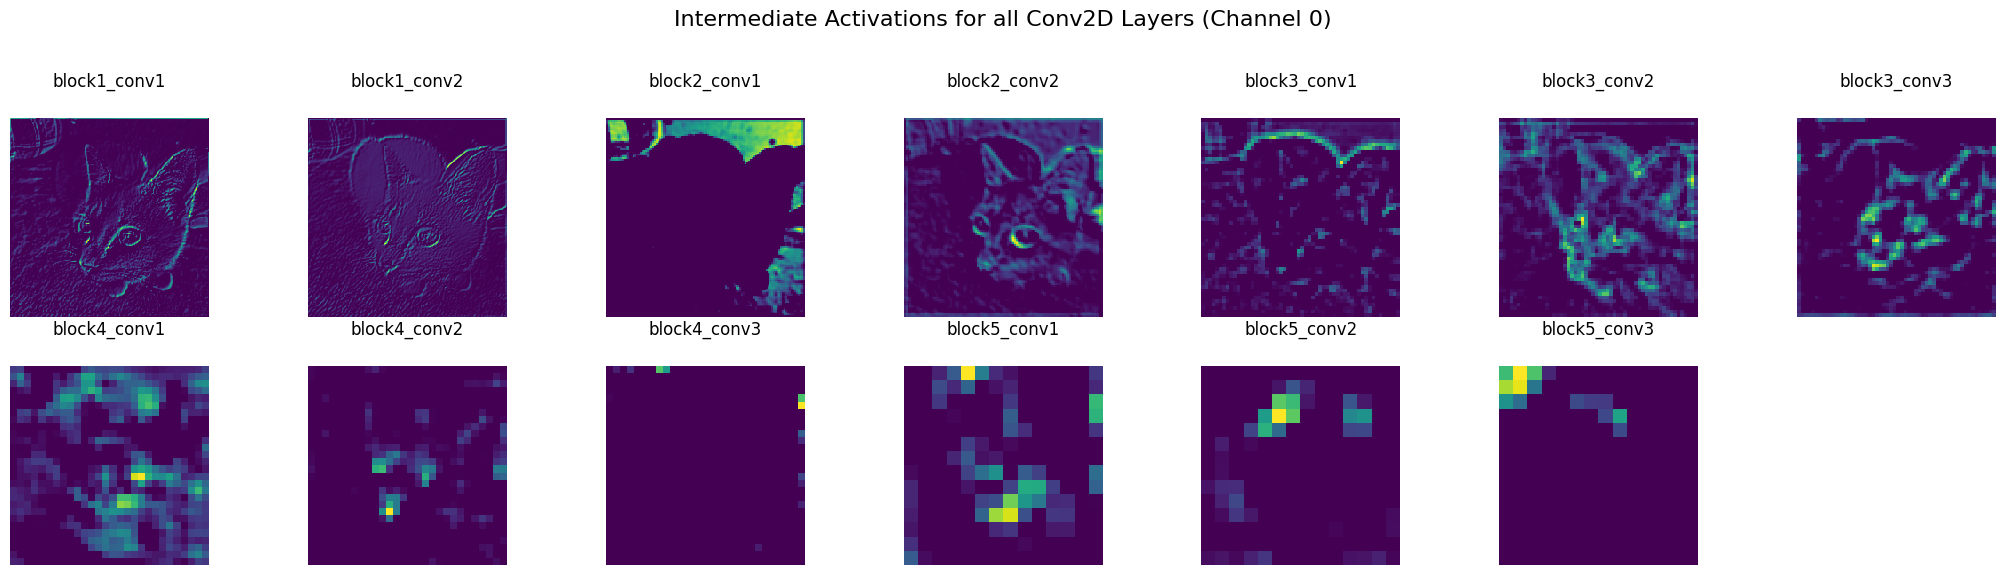 Intermediate Activations for all Conv2D Layers (Channel 0)
block1_conv1
block1_conv2
block2_conv1
block2_conv2
block3_conv1
block3_conv2
block3_conv3
block4_conv1
block4_conv2
block4_conv3
block5_conv1
block5_conv2
block5_conv3